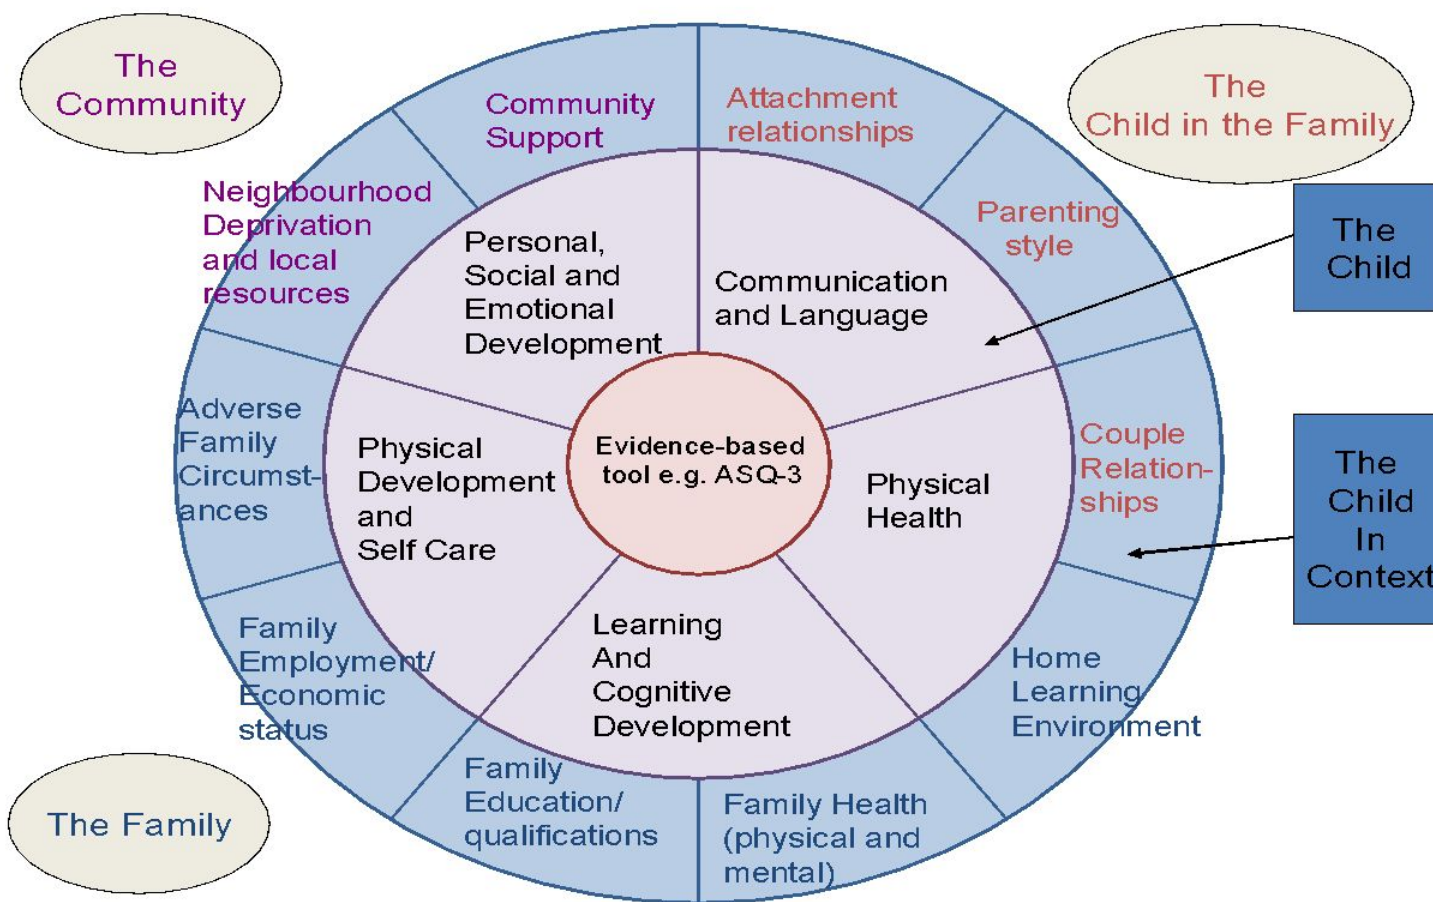 The
Community
Community
Support
Attachment
relationships
The
Child in the Family
Neighbourhood
Deprivation
and local
resources
Parenting
style
The
Child
Personal,
Social and
Emotional
Development
Communication
and Language
Adverse
Family
Circumst-
ances
Physical
Development
and
Self Care
Evidence-based
tool e.g. ASQ-3
Physical
Health
Couple
Relation-
ships
The
Child
In
Context
Family
Employment/
Economic
status
Learning
And
Cognitive
Development
Home
Learning
Environment
The Family
Family
Education/
qualifications
Family Health
(physical and
mental)